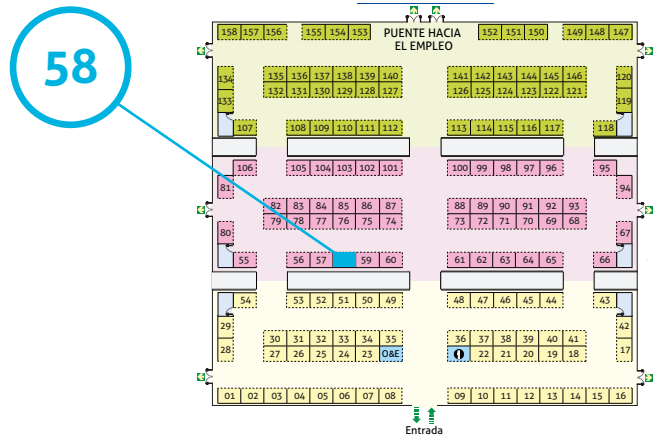 58
158 157 156 155 154 153 PUENTE HACIA EL EMPLEO 152 151 150 149 148 147
134 135 136 137 138 139 140 141 142 143 144 145 146 120
133 132 131 130 129 128 127 126 125 124 123 122 121 119
107 108 109 110 111 112 113 114 115 116 117 118
106 105 104 103 102 101 100 99 98 97 96 95
81 94
82 83 84 85 86 87 88 89 90 91 92 93
80 79 78 77 76 75 74 73 72 71 70 69 68 67
55 56 57 59 60 61 62 63 64 65 66
54 53 52 51 50 49 48 47 46 45 44 43
29 42
30 31 32 33 34 35 36 37 38 39 40 41
28 27 26 25 24 23 O&E 22 21 20 19 18 17
01 02 03 04 05 06 07 08 09 10 11 12 13 14 15 16
Entrada